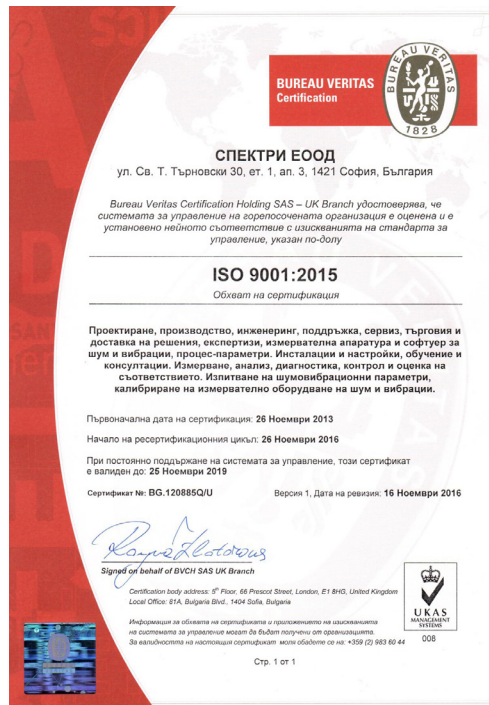 BUREAU VERITAS
Certification
BUREAU VERITAS
1828
СПЕКТРИ ЕООД
ул. Св. Т. Търновски 30, ет. 1, ап. 3, 1421 София, България
Bureau Veritas Certification Holding SAS – UK Branch удостоверява, че
системата за управление на горепосочената организация е оценена и е
установено нейното съответствие с изискванията на стандарта за
управление, указан по-долу
ISO 9001:2015
Обхват на сертификация
Проектиране, производство, инженеринг, поддръжка, сервиз, търговия и
доставка на решения, експертизи, измервателна апаратура и софтуер за
шум и вибрации, процес-параметри. Инсталации и настройки, обучение и
консултации. Измерване, анализ, диагностика, контрол и оценка на
съответствието. Изпитване на шумовибрационни параметри,
калибриране на измервателно оборудване на шум и вибрации.
Първоначална дата на сертификация: 26 Ноември 2013
Начало на ресертификационния цикъл: 26 Ноември 2016
При постоянно поддържане на системата за управление, този сертификат
е валиден до: 25 Ноември 2019
Сертификат №: BG.120885Q/U Версия 1, Дата на ревизия: 16 Ноември 2016
Signed on behalf of BVCH SAS UK Branch
Certification body address: 5th Floor, 66 Prescot Street, London, E1 8HG, United Kingdom
Local Office: 81A, Bulgaria Blvd., 1404 Sofia, Bulgaria
Информация за обхвата на сертификата и приложението на изискванията
на системата за управление могат да бъдат получени от организацията.
За валидността на настоящия сертификат моля обадете се на: +359 (2) 983 60 44
UKAS
MANAGEMENT
SYSTEMS
008
Стр. 1 от 1